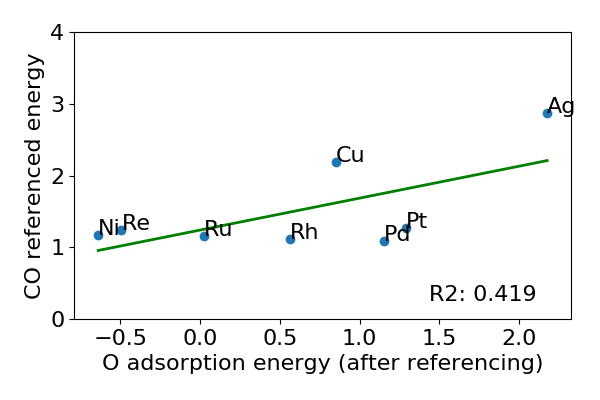 4
3
2
1
0
CO referenced energy
Ag
Cu
Ni
Re
Ru
Rh
Pd
Pt
R2: 0.419
−0.5 0.0 0.5 1.0 1.5 2.0
O adsorption energy (after referencing)